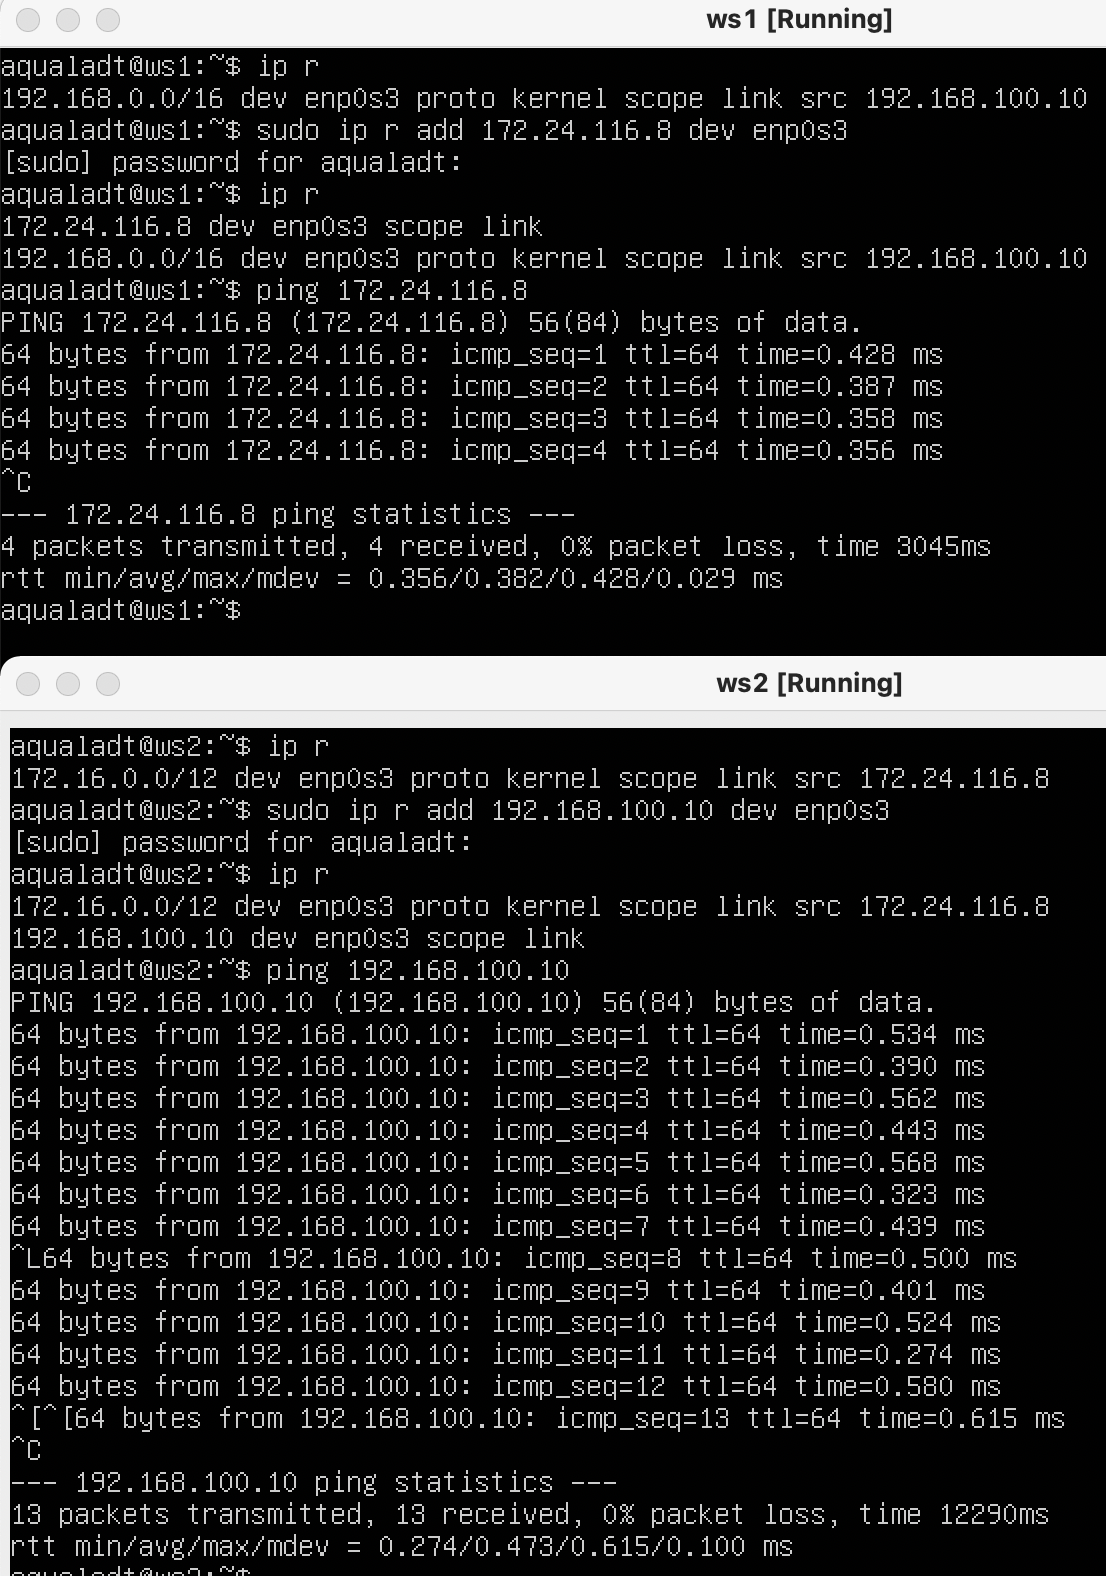 ws1 [Running]
aqualadt@ws1:~$ ip r
192.168.0.0/16 dev enp0s3 proto kernel scope link src 192.168.100.10
aqualadt@ws1:~$ sudo ip r add 172.24.116.8 dev enp0s3
[sudo] password for aqualadt:
aqualadt@ws1:~$ ip r
172.24.116.8 dev enp0s3 scope link
192.168.0.0/16 dev enp0s3 proto kernel scope link src 192.168.100.10
aqualadt@ws1:~$ ping 172.24.116.8
PING 172.24.116.8 (172.24.116.8) 56(84) bytes of data.
64 bytes from 172.24.116.8: icmp_seq=1 ttl=64 time=0.428 ms
64 bytes from 172.24.116.8: icmp_seq=2 ttl=64 time=0.387 ms
64 bytes from 172.24.116.8: icmp_seq=3 ttl=64 time=0.358 ms
64 bytes from 172.24.116.8: icmp_seq=4 ttl=64 time=0.356 ms
^C
--- 172.24.116.8 ping statistics ---
4 packets transmitted, 4 received, 0% packet loss, time 3045ms
rtt min/avg/max/mdev = 0.356/0.382/0.428/0.029 ms
aqualadt@ws1:~$
ws2 [Running]
aqualadt@ws2:~$ ip r
172.16.0.0/12 dev enp0s3 proto kernel scope link src 172.24.116.8
aqualadt@ws2:~$ sudo ip r add 192.168.100.10 dev enp0s3
[sudo] password for aqualadt:
aqualadt@ws2:~$ ip r
172.16.0.0/12 dev enp0s3 proto kernel scope link src 172.24.116.8
192.168.100.10 dev enp0s3 scope link
aqualadt@ws2:~$ ping 192.168.100.10
PING 192.168.100.10 (192.168.100.10) 56(84) bytes of data.
64 bytes from 192.168.100.10: icmp_seq=1 ttl=64 time=0.534 ms
64 bytes from 192.168.100.10: icmp_seq=2 ttl=64 time=0.390 ms
64 bytes from 192.168.100.10: icmp_seq=3 ttl=64 time=0.562 ms
64 bytes from 192.168.100.10: icmp_seq=4 ttl=64 time=0.443 ms
64 bytes from 192.168.100.10: icmp_seq=5 ttl=64 time=0.568 ms
64 bytes from 192.168.100.10: icmp_seq=6 ttl=64 time=0.323 ms
64 bytes from 192.168.100.10: icmp_seq=7 ttl=64 time=0.439 ms
^L64 bytes from 192.168.100.10: icmp_seq=8 ttl=64 time=0.500 ms
64 bytes from 192.168.100.10: icmp_seq=9 ttl=64 time=0.401 ms
64 bytes from 192.168.100.10: icmp_seq=10 ttl=64 time=0.524 ms
64 bytes from 192.168.100.10: icmp_seq=11 ttl=64 time=0.274 ms
64 bytes from 192.168.100.10: icmp_seq=12 ttl=64 time=0.580 ms
^[^[64 bytes from 192.168.100.10: icmp_seq=13 ttl=64 time=0.615 ms
^C
--- 192.168.100.10 ping statistics ---
13 packets transmitted, 13 received, 0% packet loss, time 12290ms
rtt min/avg/max/mdev = 0.274/0.473/0.615/0.100 ms
aqualadt@ws2:~$